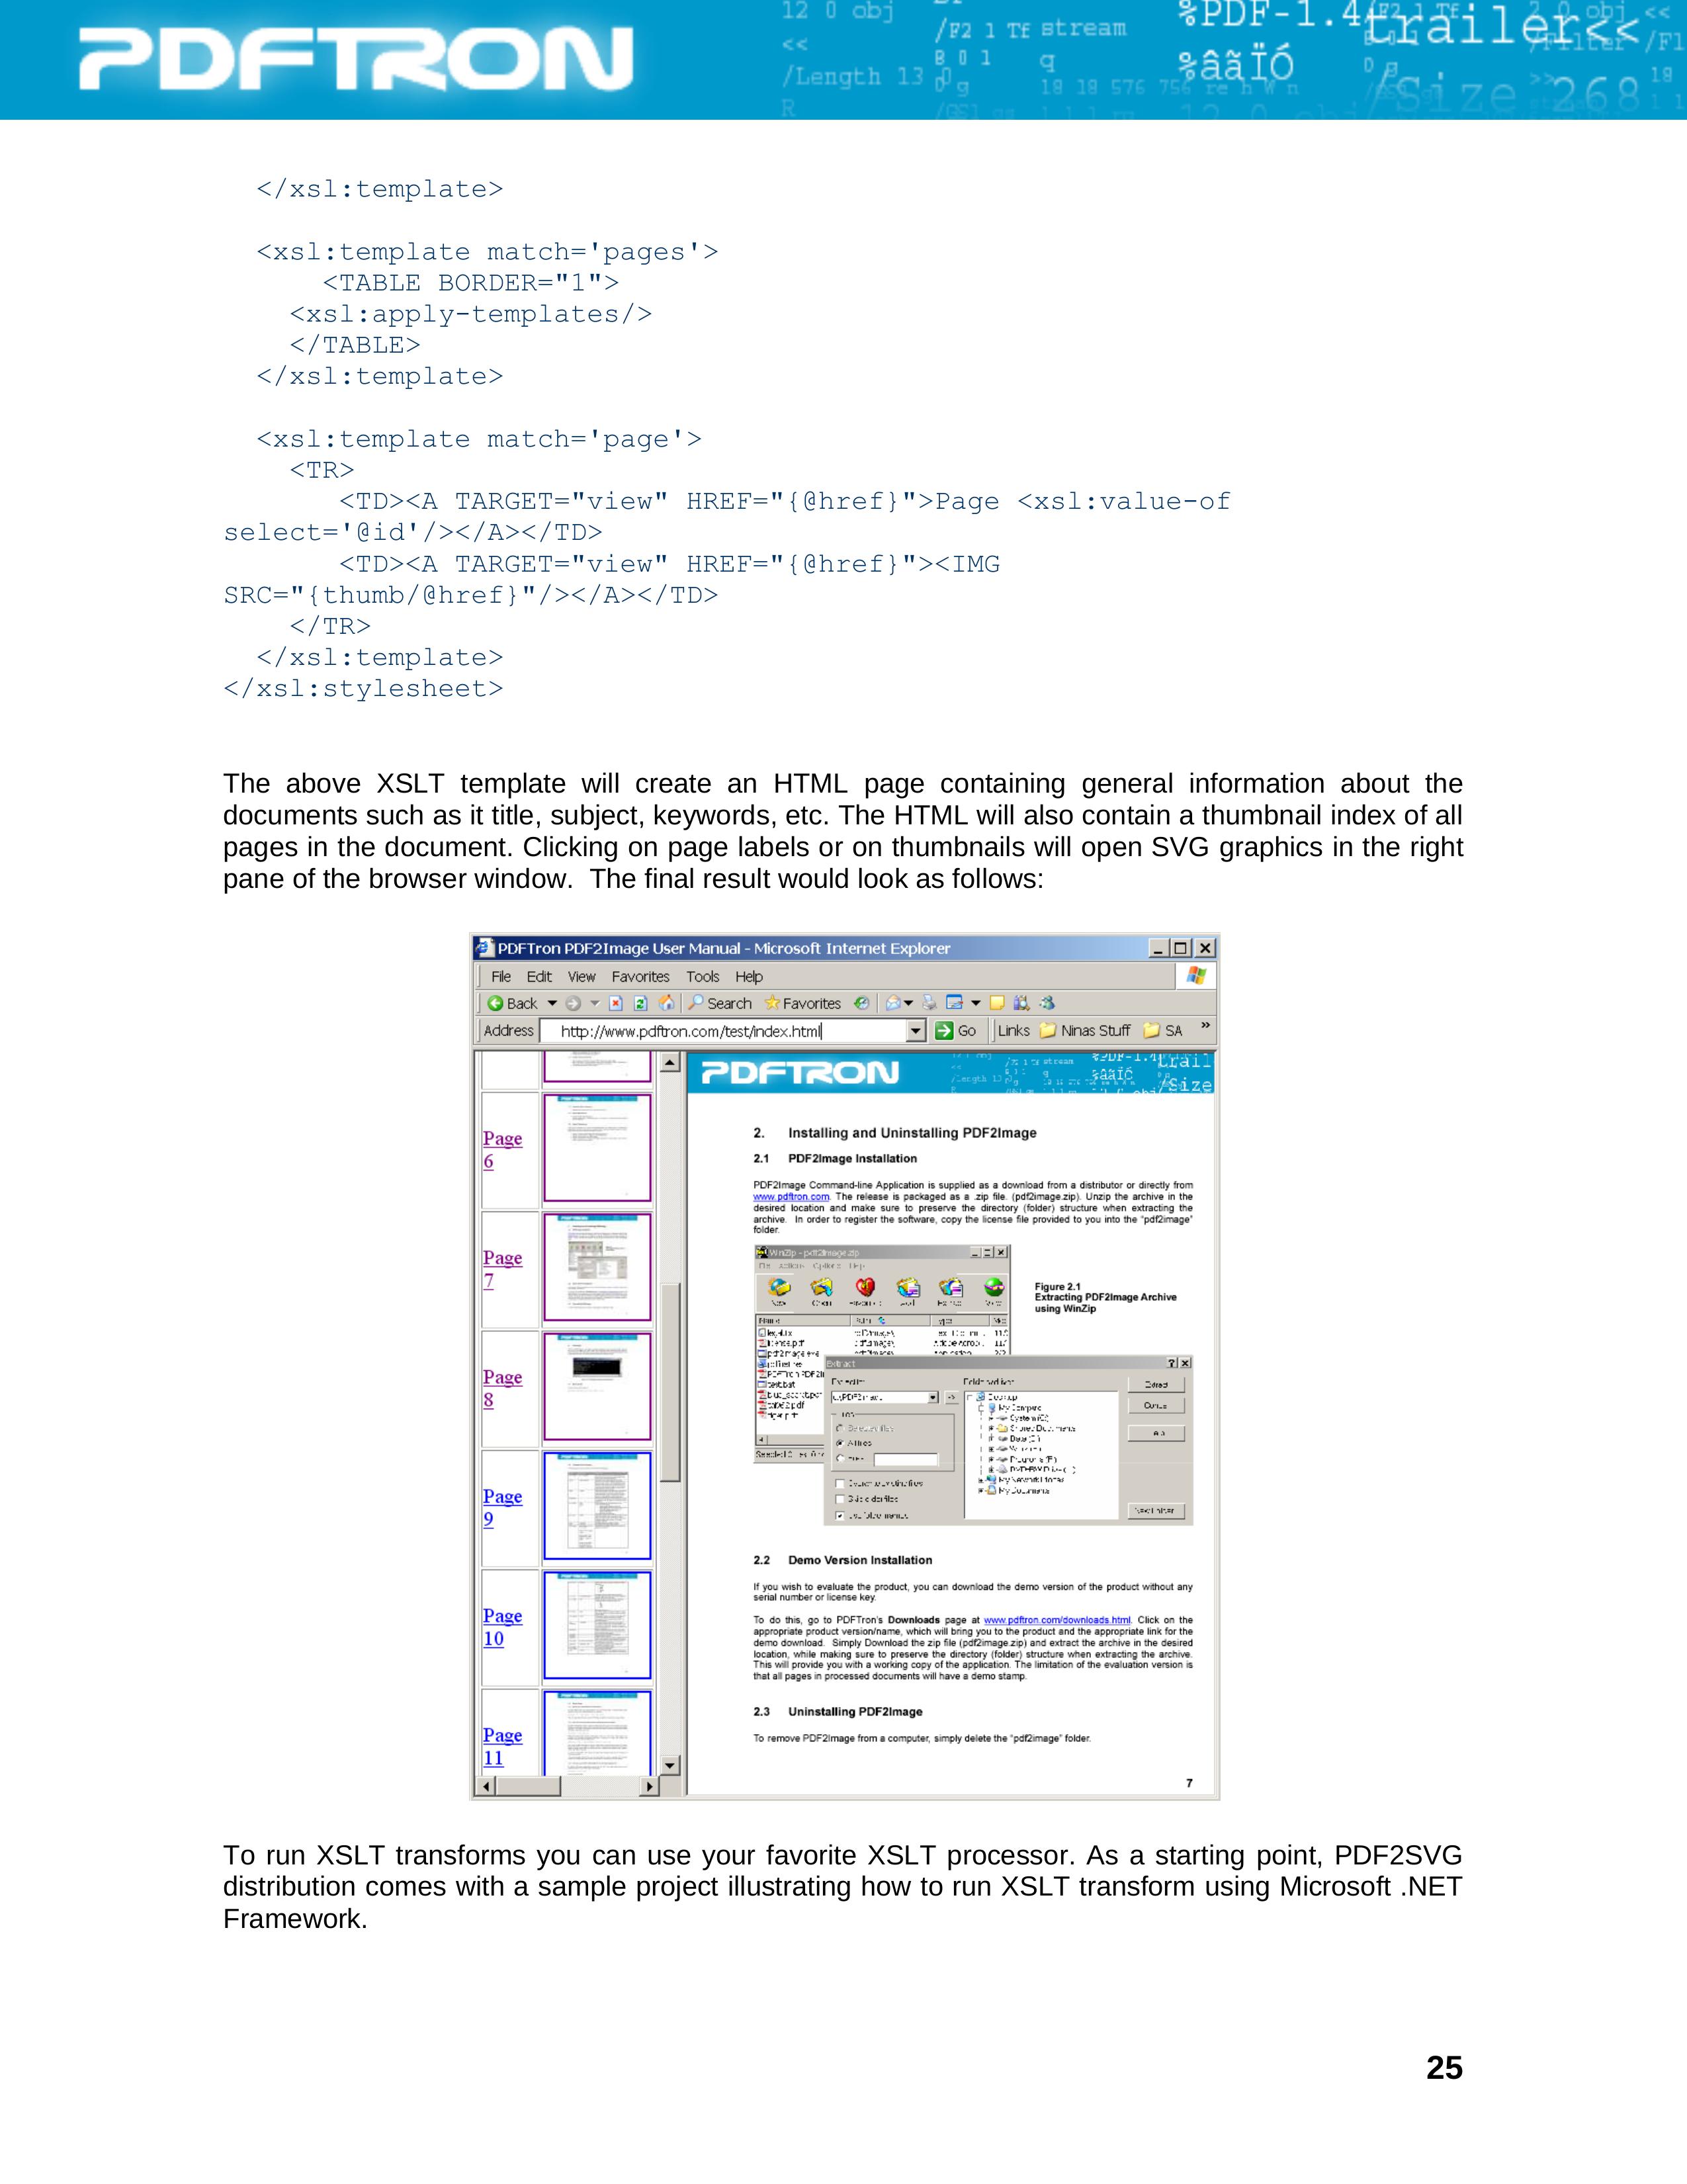 PDFTRON
12 0 obj
<<
/Length 13 0
R
/F2 1 Tf
stream
q
18 18 576 756 re h W n
%PDF-1.4
%âãÏÓ
trailer<<
/Size 268
</xsl:template>
<xsl:template match='pages'>
<TABLE BORDER="1">
<xsl:apply-templates/>
</TABLE>
</xsl:template>
<xsl:template match='page'>
<TR>
<TD><A TARGET="view" HREF="{@href}">Page <xsl:value-of
select='@id'/></A></TD>
<TD><A TARGET="view" HREF="{@href}"><IMG
SRC="{thumb/@href}"/></A></TD>
</TR>
</xsl:template>
</xsl:stylesheet>
The above XSLT template will create an HTML page containing general information about the
documents such as it title, subject, keywords, etc. The HTML will also contain a thumbnail index of all
pages in the document. Clicking on page labels or on thumbnails will open SVG graphics in the right
pane of the browser window. The final result would look as follows:
PDFTron PDF2Image User Manual - Microsoft Internet Explorer
File Edit View Favorites Tools Help
Back Search Favorites
Address http://www.pdftron.com/test/index.html Go Links Ninas Stuff SA »
Page
6
Page
7
Page
8
Page
9
Page
10
Page
11
PDFTRON
2. Installing and Uninstalling PDF2Image
2.1 PDF2Image Installation
PDF2Image Command-line Application is supplied as a download from a distributor or directly from
www.pdftron.com. The release is packaged as a .zip file. (pdf2image.zip). Unzip the archive in the
desired location and make sure to preserve the directory (folder) structure when extracting the
archive. In order to register the software, copy the license file provided to you into the "pdf2image"
folder.
WinZip - pdf2image.zip
Figure 2.1
Extracting PDF2Image Archive
using WinZip
Extract
2.2 Demo Version Installation
If you wish to evaluate the product, you can download the demo version of the product without any
serial number or license key.
To do this, go to PDFTron's Downloads page at www.pdftron.com/downloads.html. Click on the
appropriate product version/name, which will bring you to the product and the appropriate link for the
demo download. Simply Download the zip file (pdf2image.zip) and extract the archive in the desired
location, while making sure to preserve the directory (folder) structure when extracting the archive.
This will provide you with a working copy of the application. The limitation of the evaluation version is
that all pages in processed documents will have a demo stamp.
2.3 Uninstalling PDF2Image
To remove PDF2Image from a computer, simply delete the "pdf2image" folder.
7
To run XSLT transforms you can use your favorite XSLT processor. As a starting point, PDF2SVG
distribution comes with a sample project illustrating how to run XSLT transform using Microsoft .NET
Framework.
25